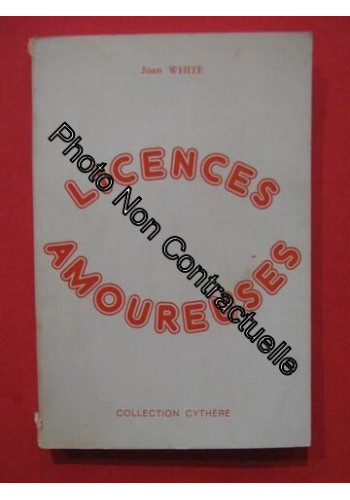 Joan WHITE
LICENCES
AMOUREUSES
COLLECTION CYTHÈRE
Photo Non Contractuelle